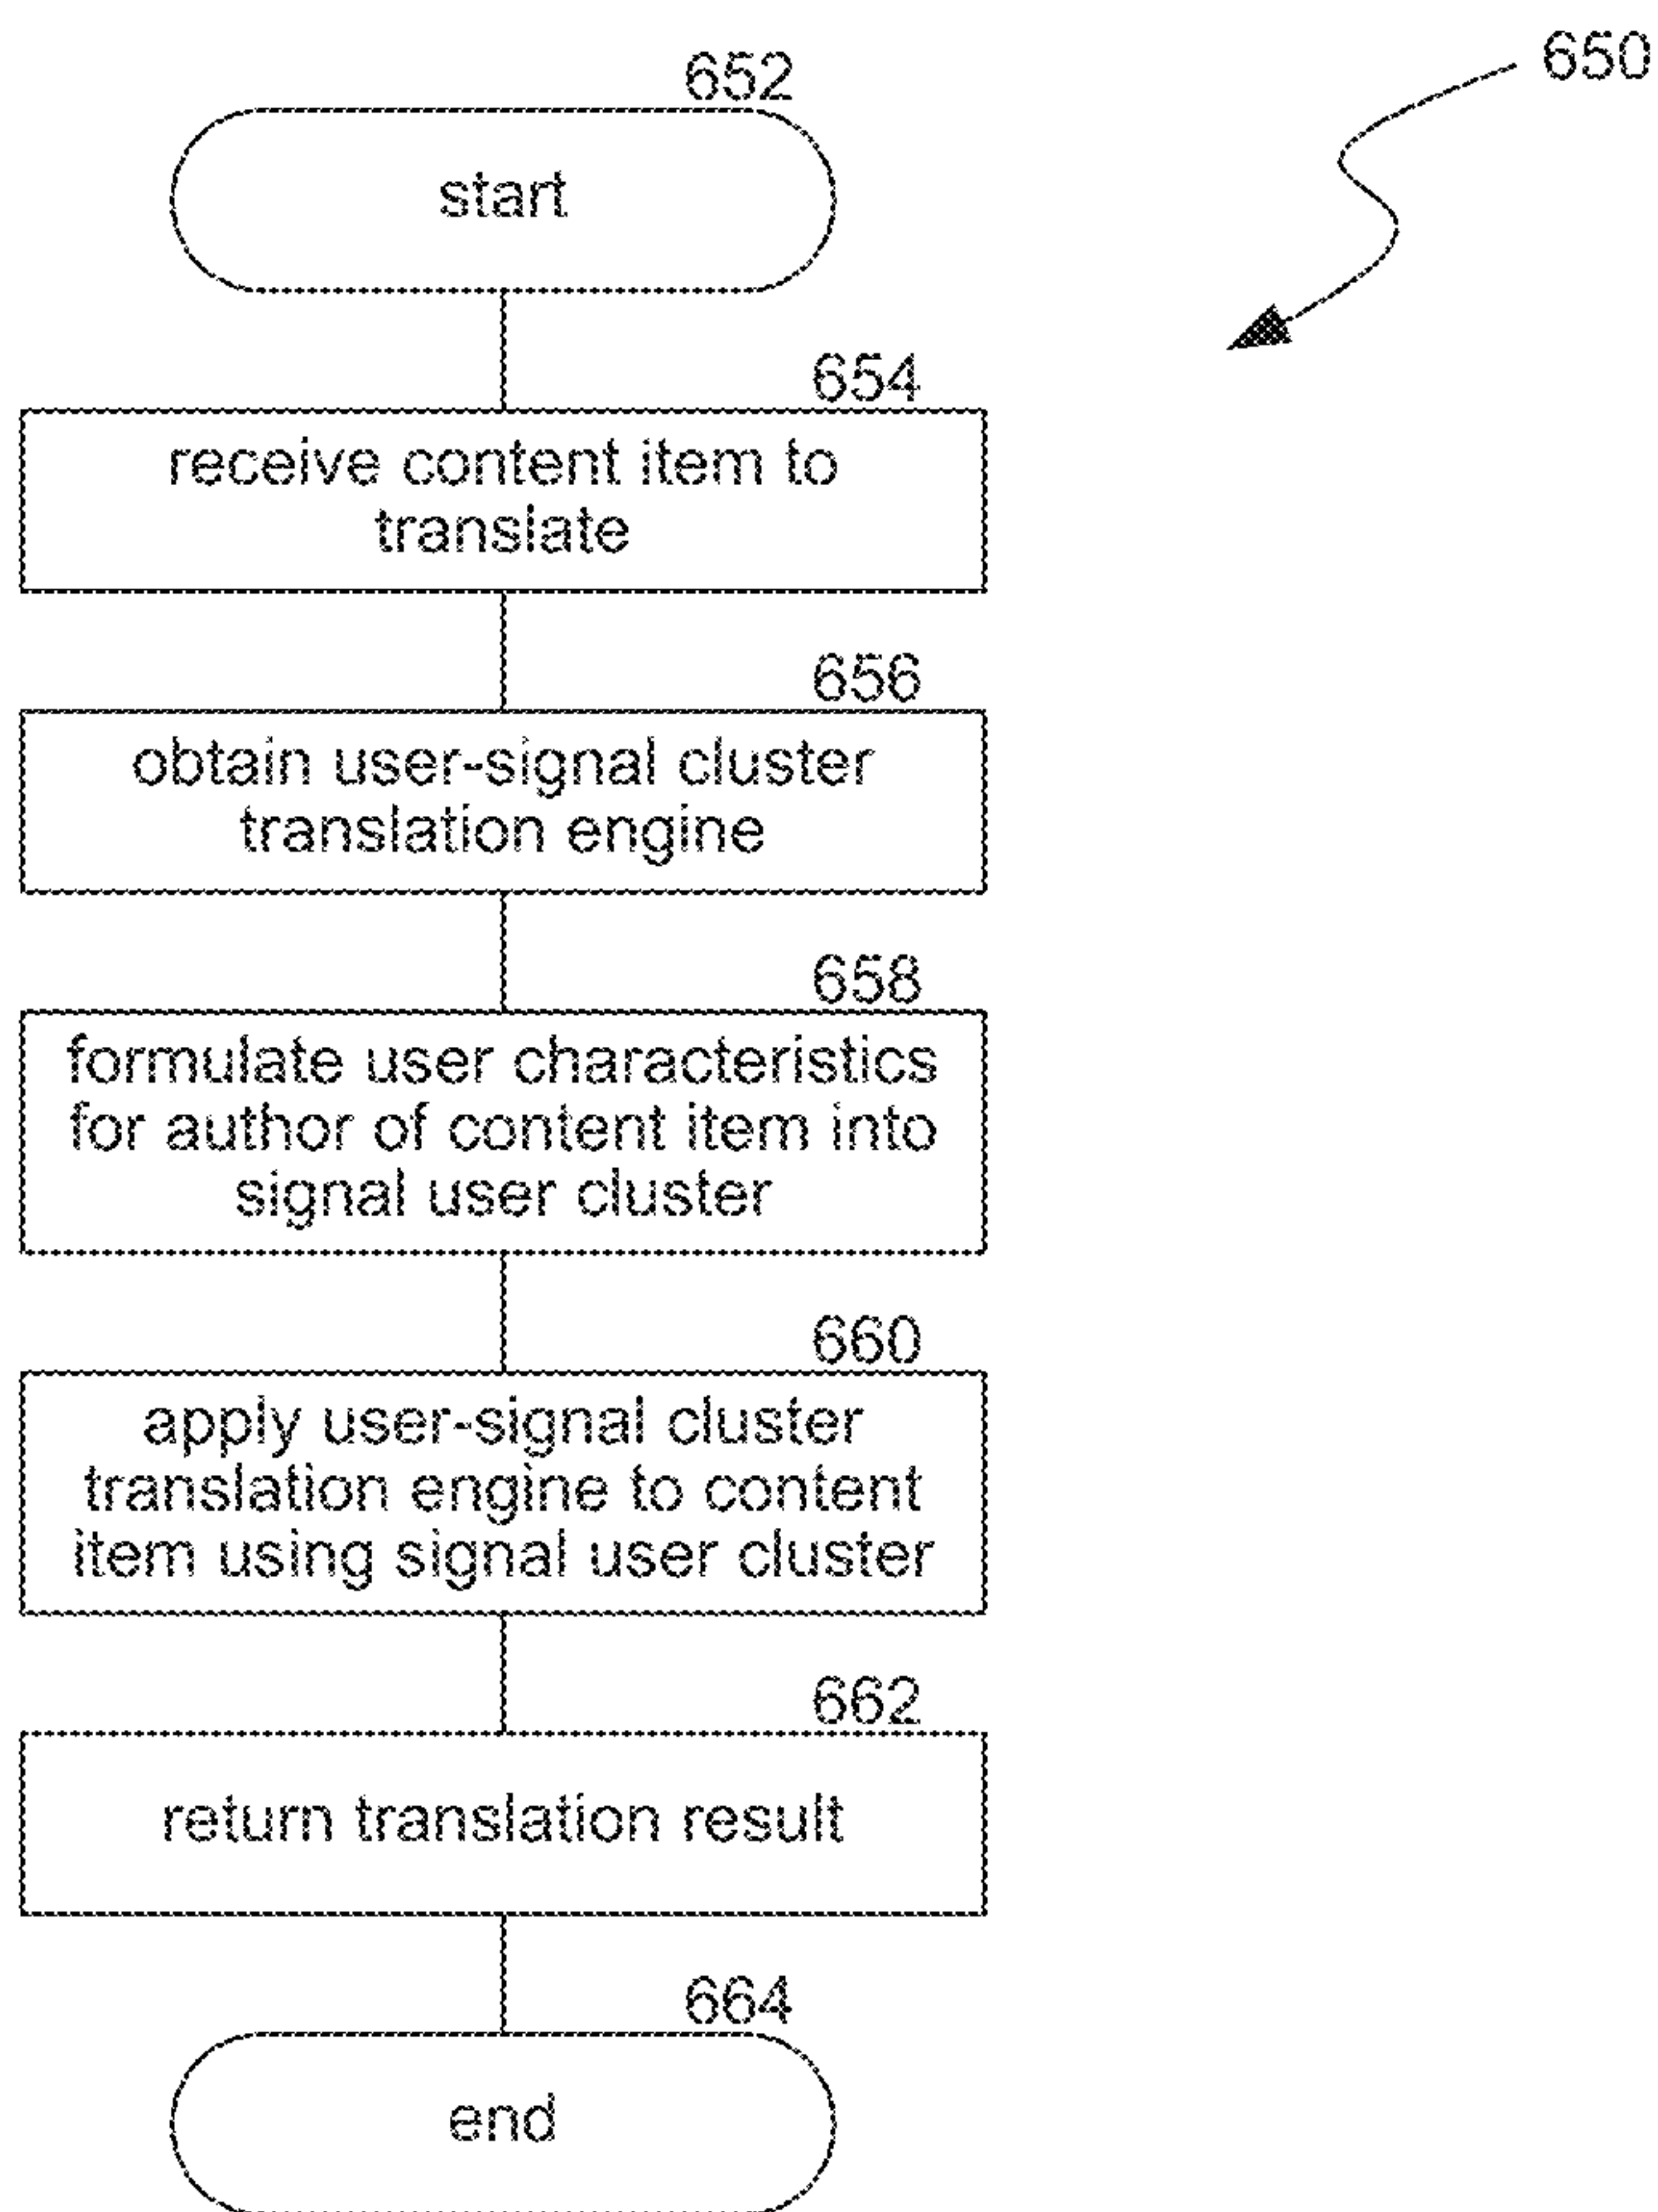 650
652
start
654
receive content item to
translate
656
obtain user-signal cluster
translation engine
658
formulate user characteristics
for author of content item into
signal user cluster
660
apply user-signal cluster
translation engine to content
item using signal user cluster
662
return translation result
664
end